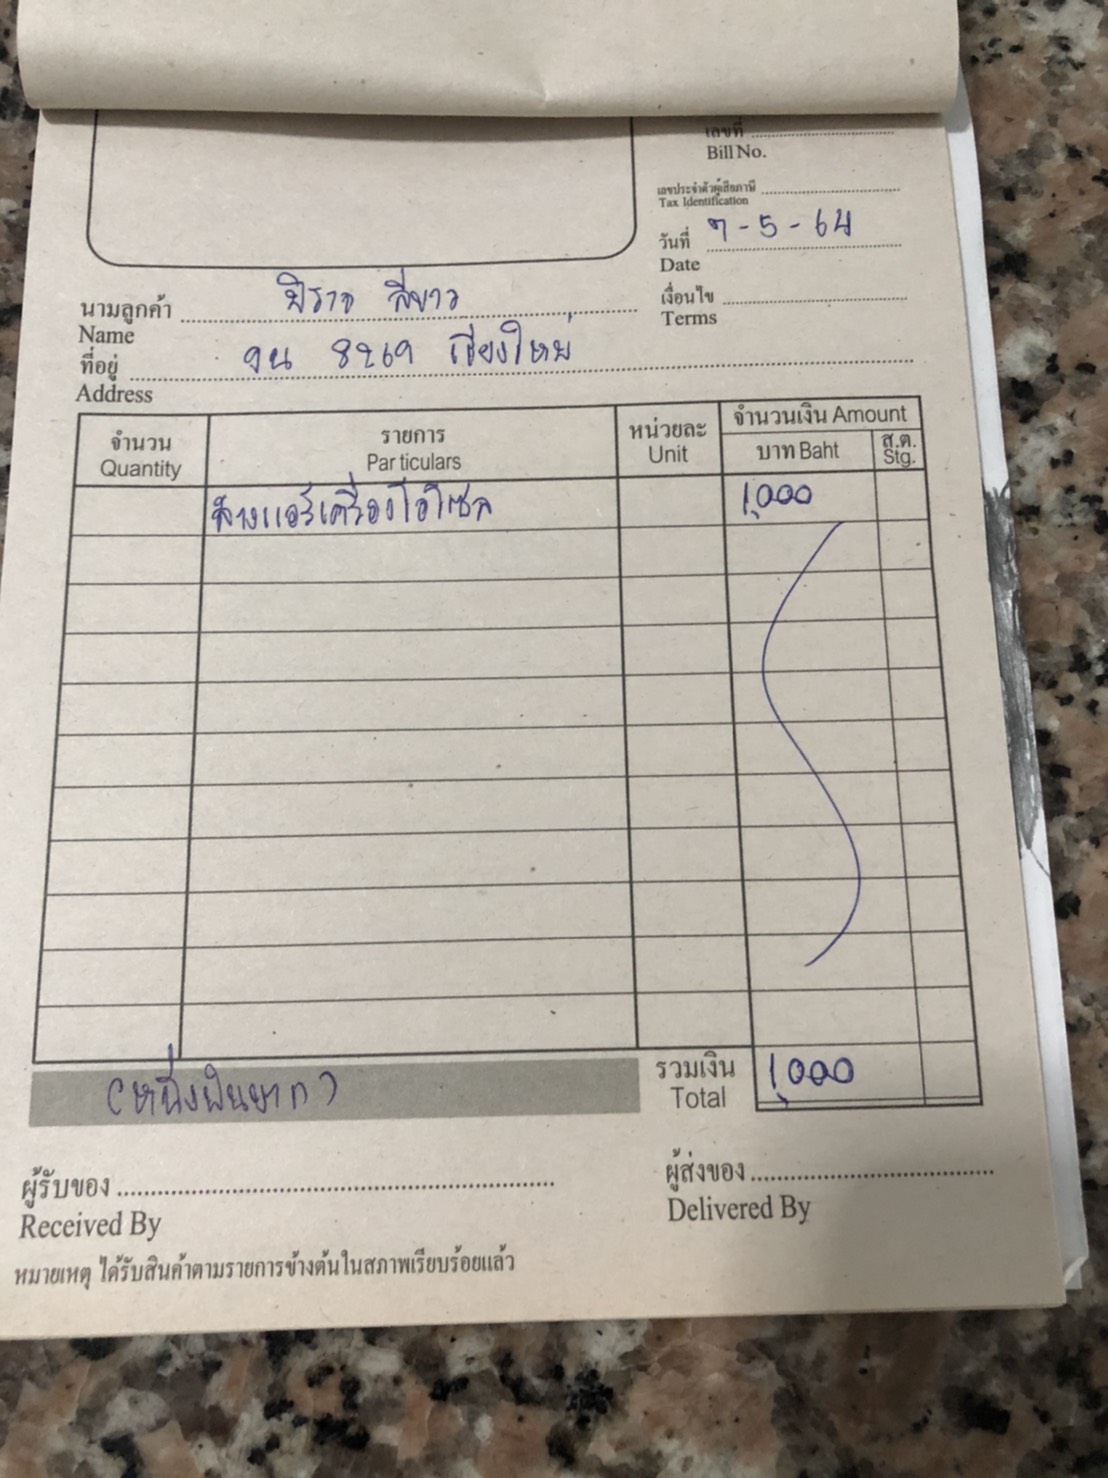 เลขที่
Bill No.
เลขประจำตัวผู้เสียภาษี
Tax Identification
วันที่ ๆ-5-64
Date
นามลูกค้า ปิราจ สีขาว
Name
เงื่อนไข
Terms
ที่อยู่ จน 8269 เชียงใหม่
Address
จำนวน รายการ หน่วยละ จำนวนเงิน Amount
Quantity Particulars Unit บาท Baht ส.ต. Stg.
ล้างแอร์เครื่องไอโซล 1,000
(หนึ่งพันบาท) รวมเงิน 1,000
Total
ผู้รับของ ผู้ส่งของ
Received By Delivered By
หมายเหตุ ได้รับสินค้าตามรายการข้างต้นในสภาพเรียบร้อยแล้ว